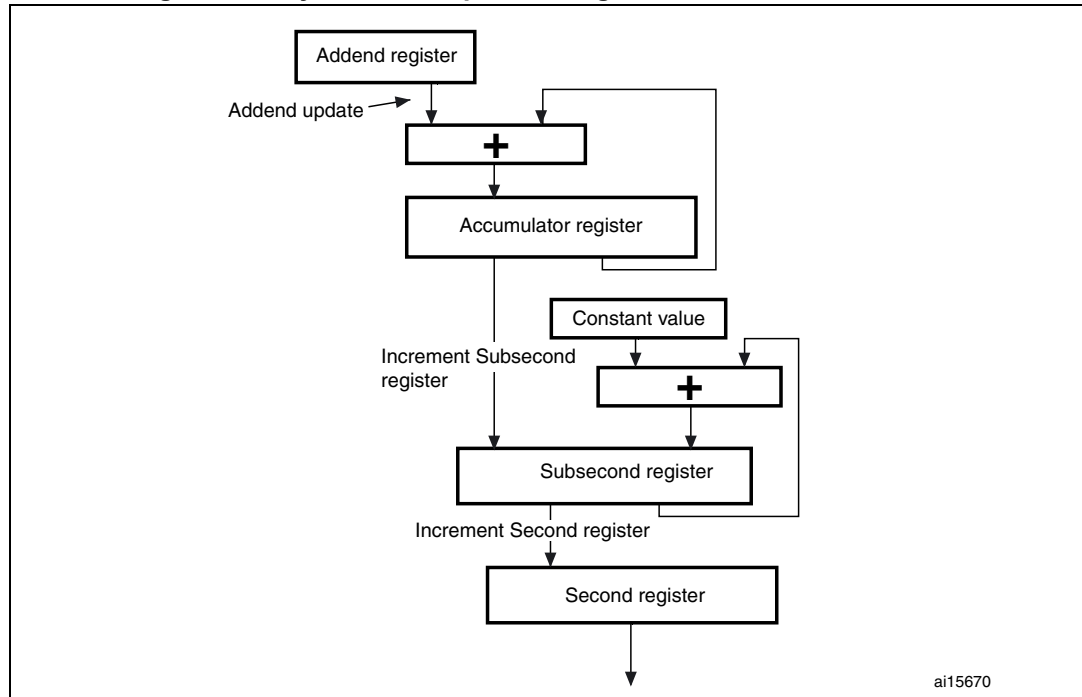 Addend register
Addend update
+
Accumulator register
Constant value
Increment Subsecond
register
+
Subsecond register
Increment Second register
Second register
ai15670